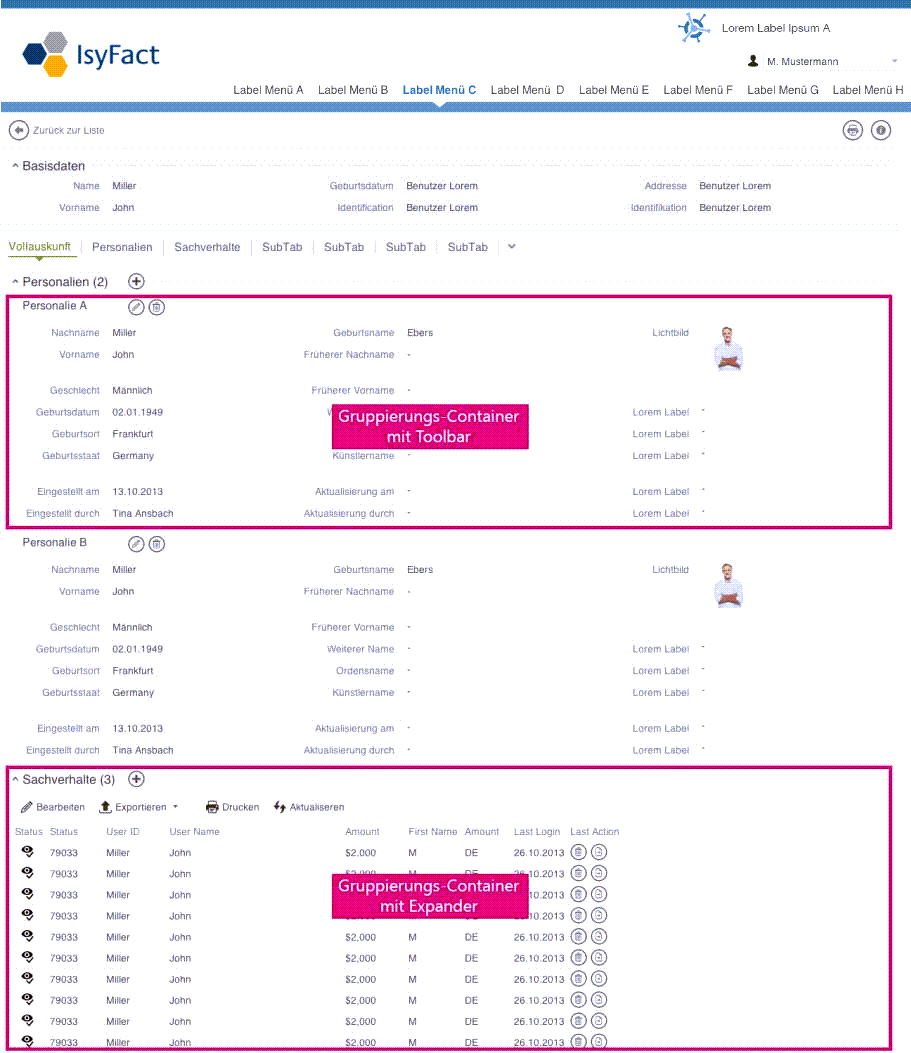 Lorem Label Ipsum A
IsyFact
M. Mustermann
Label Menü A Label Menü B Label Menü C Label Menü D Label Menü E Label Menü F Label Menü G Label Menü H
Zurück zur Liste
Basisdaten
Name Miller Geburtsdatum Benutzer Lorem Addresse Benutzer Lorem
Vorname John Identification Benutzer Lorem Identifikation Benutzer Lorem
Vollauskunft Personalien Sachverhalte SubTab SubTab SubTab SubTab
Personalien (2)
Personalie A
Nachname Miller Geburtsname Ebers Lichtbild
Vorname John Früherer Nachname -
Geschlecht Männlich Früherer Vorname -
Geburtsdatum 02.01.1949 Lorem Label -
Gruppierungs-Container
mit Toolbar
Geburtsort Frankfurt Lorem Label -
Geburtsstaat Germany Künstlername - Lorem Label -
Eingestellt am 13.10.2013 Aktualisierung am - Lorem Label -
Eingestellt durch Tina Ansbach Aktualisierung durch - Lorem Label -
Personalie B
Nachname Miller Geburtsname Ebers Lichtbild
Vorname John Früherer Nachname -
Geschlecht Männlich Früherer Vorname -
Geburtsdatum 02.01.1949 Weiterer Name - Lorem Label -
Geburtsort Frankfurt Ordensname - Lorem Label -
Geburtsstaat Germany Künstlername - Lorem Label -
Eingestellt am 13.10.2013 Aktualisierung am - Lorem Label -
Eingestellt durch Tina Ansbach Aktualisierung durch - Lorem Label -
Sachverhalte (3)
Bearbeiten Exportieren Drucken Aktualiseren
Status Status User ID User Name Amount First Name Amount Last Login Last Action
79033 Miller John $2,000 M DE 26.10.2013
79033 Miller John $2,000 M DE 26.10.2013
79033 Miller John 10.2013
Gruppierungs-Container
mit Expander
79033 Miller John 10.2013
79033 Miller John $2,000 M DE 26.10.2013
79033 Miller John $2,000 M DE 26.10.2013
79033 Miller John $2,000 M DE 26.10.2013
79033 Miller John $2,000 M DE 26.10.2013
79033 Miller John $2,000 M DE 26.10.2013
79033 Miller John $2,000 M DE 26.10.2013